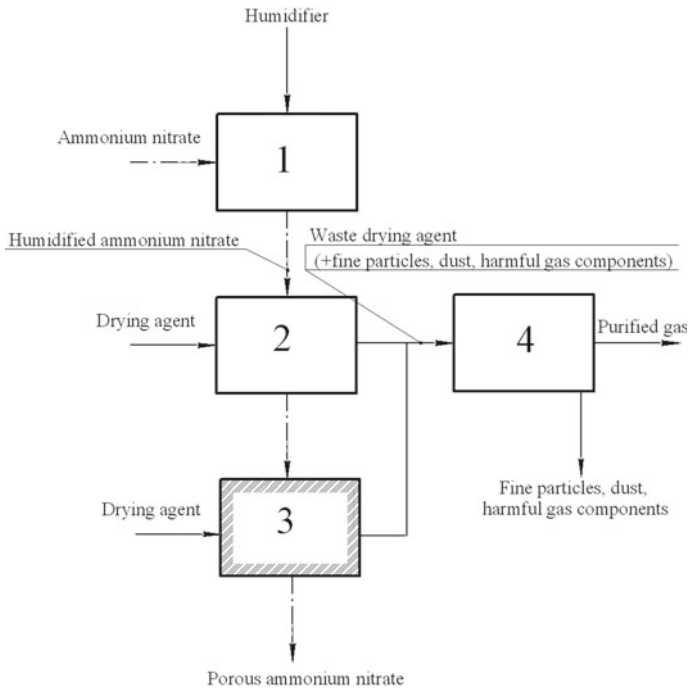 Humidifier
Ammonium nitrate
1
Humidified ammonium nitrate
Waste drying agent
(+fine particles, dust, harmful gas components)
Drying agent
2
4
Purified gas
Drying agent
3
Fine particles, dust,
harmful gas components
Porous ammonium nitrate